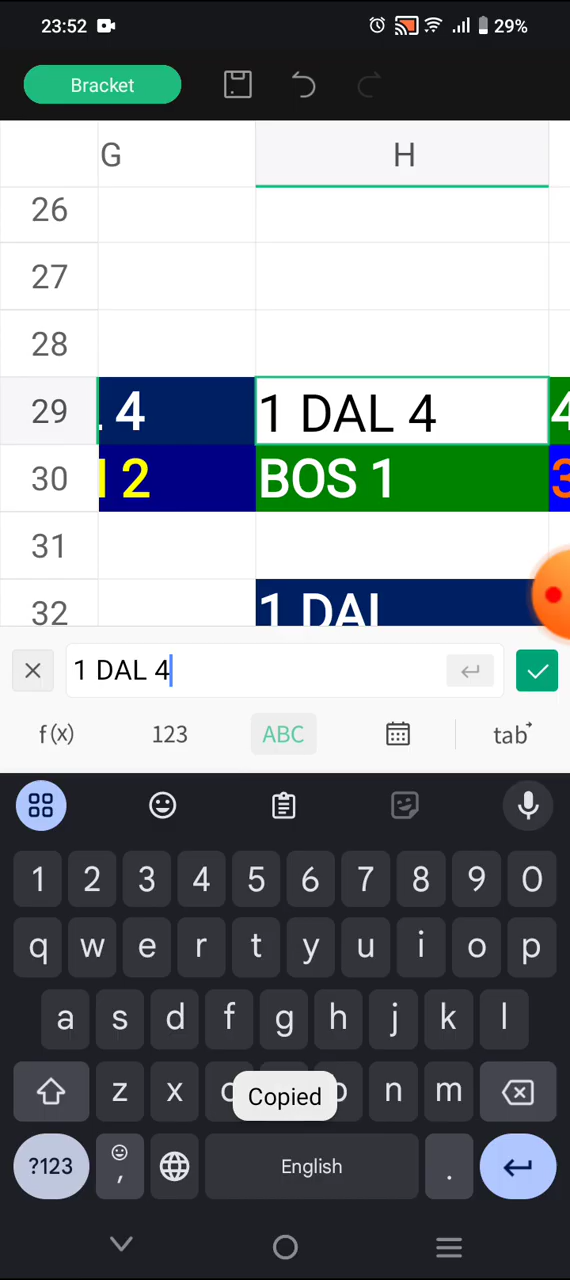 23:52 29%
Bracket
G H
26
27
28
29 4 1 DAL 4 4
30 2 BOS 1 3
31
32 1 DAL
1 DAL 4
f(x) 123 ABC tab
1 2 3 4 5 6 7 8 9 0
q w e r t y u i o p
a s d f g h j k l
z x c b n m
Copied
?123 , English .